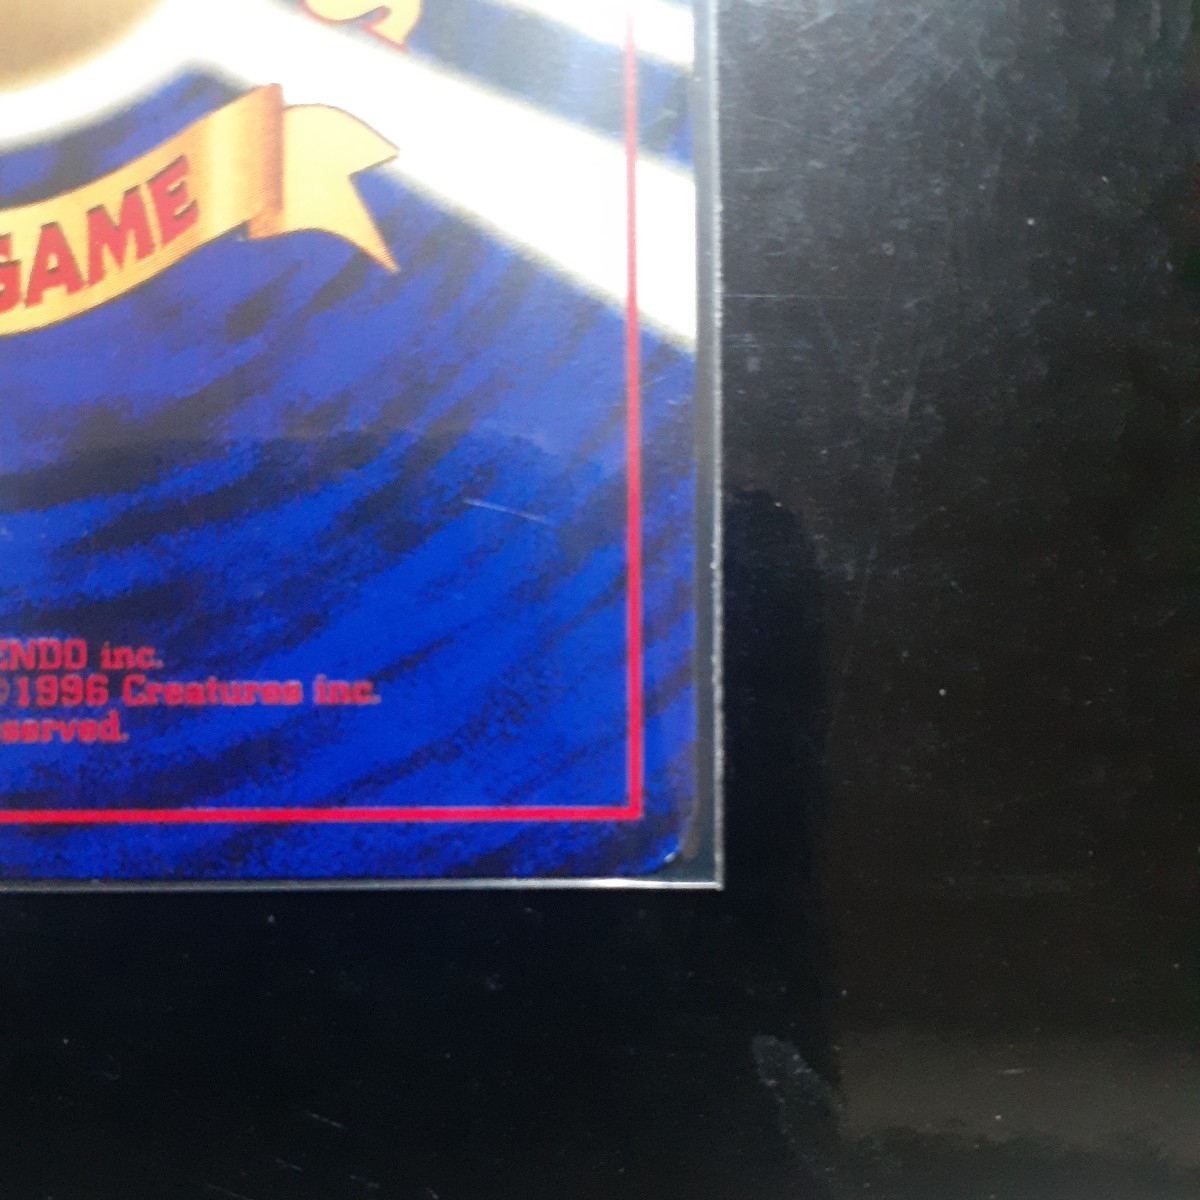 GAME
ENDO inc.
©1996 Creatures inc.
served.